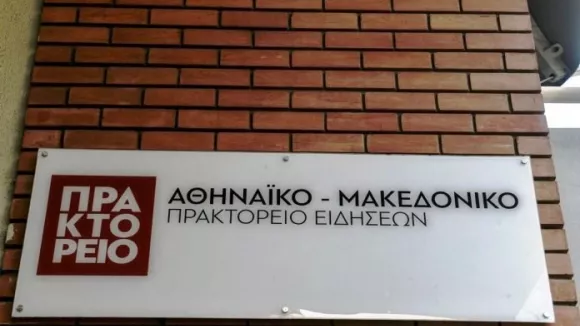 ΠΡΑ
ΚΤΟ
ΡΕΙΟ
ΑΘΗΝΑΪΚΟ - ΜΑΚΕΔΟΝΙΚΟ
ΠΡΑΚΤΟΡΕΙΟ ΕΙΔΗΣΕΩΝ